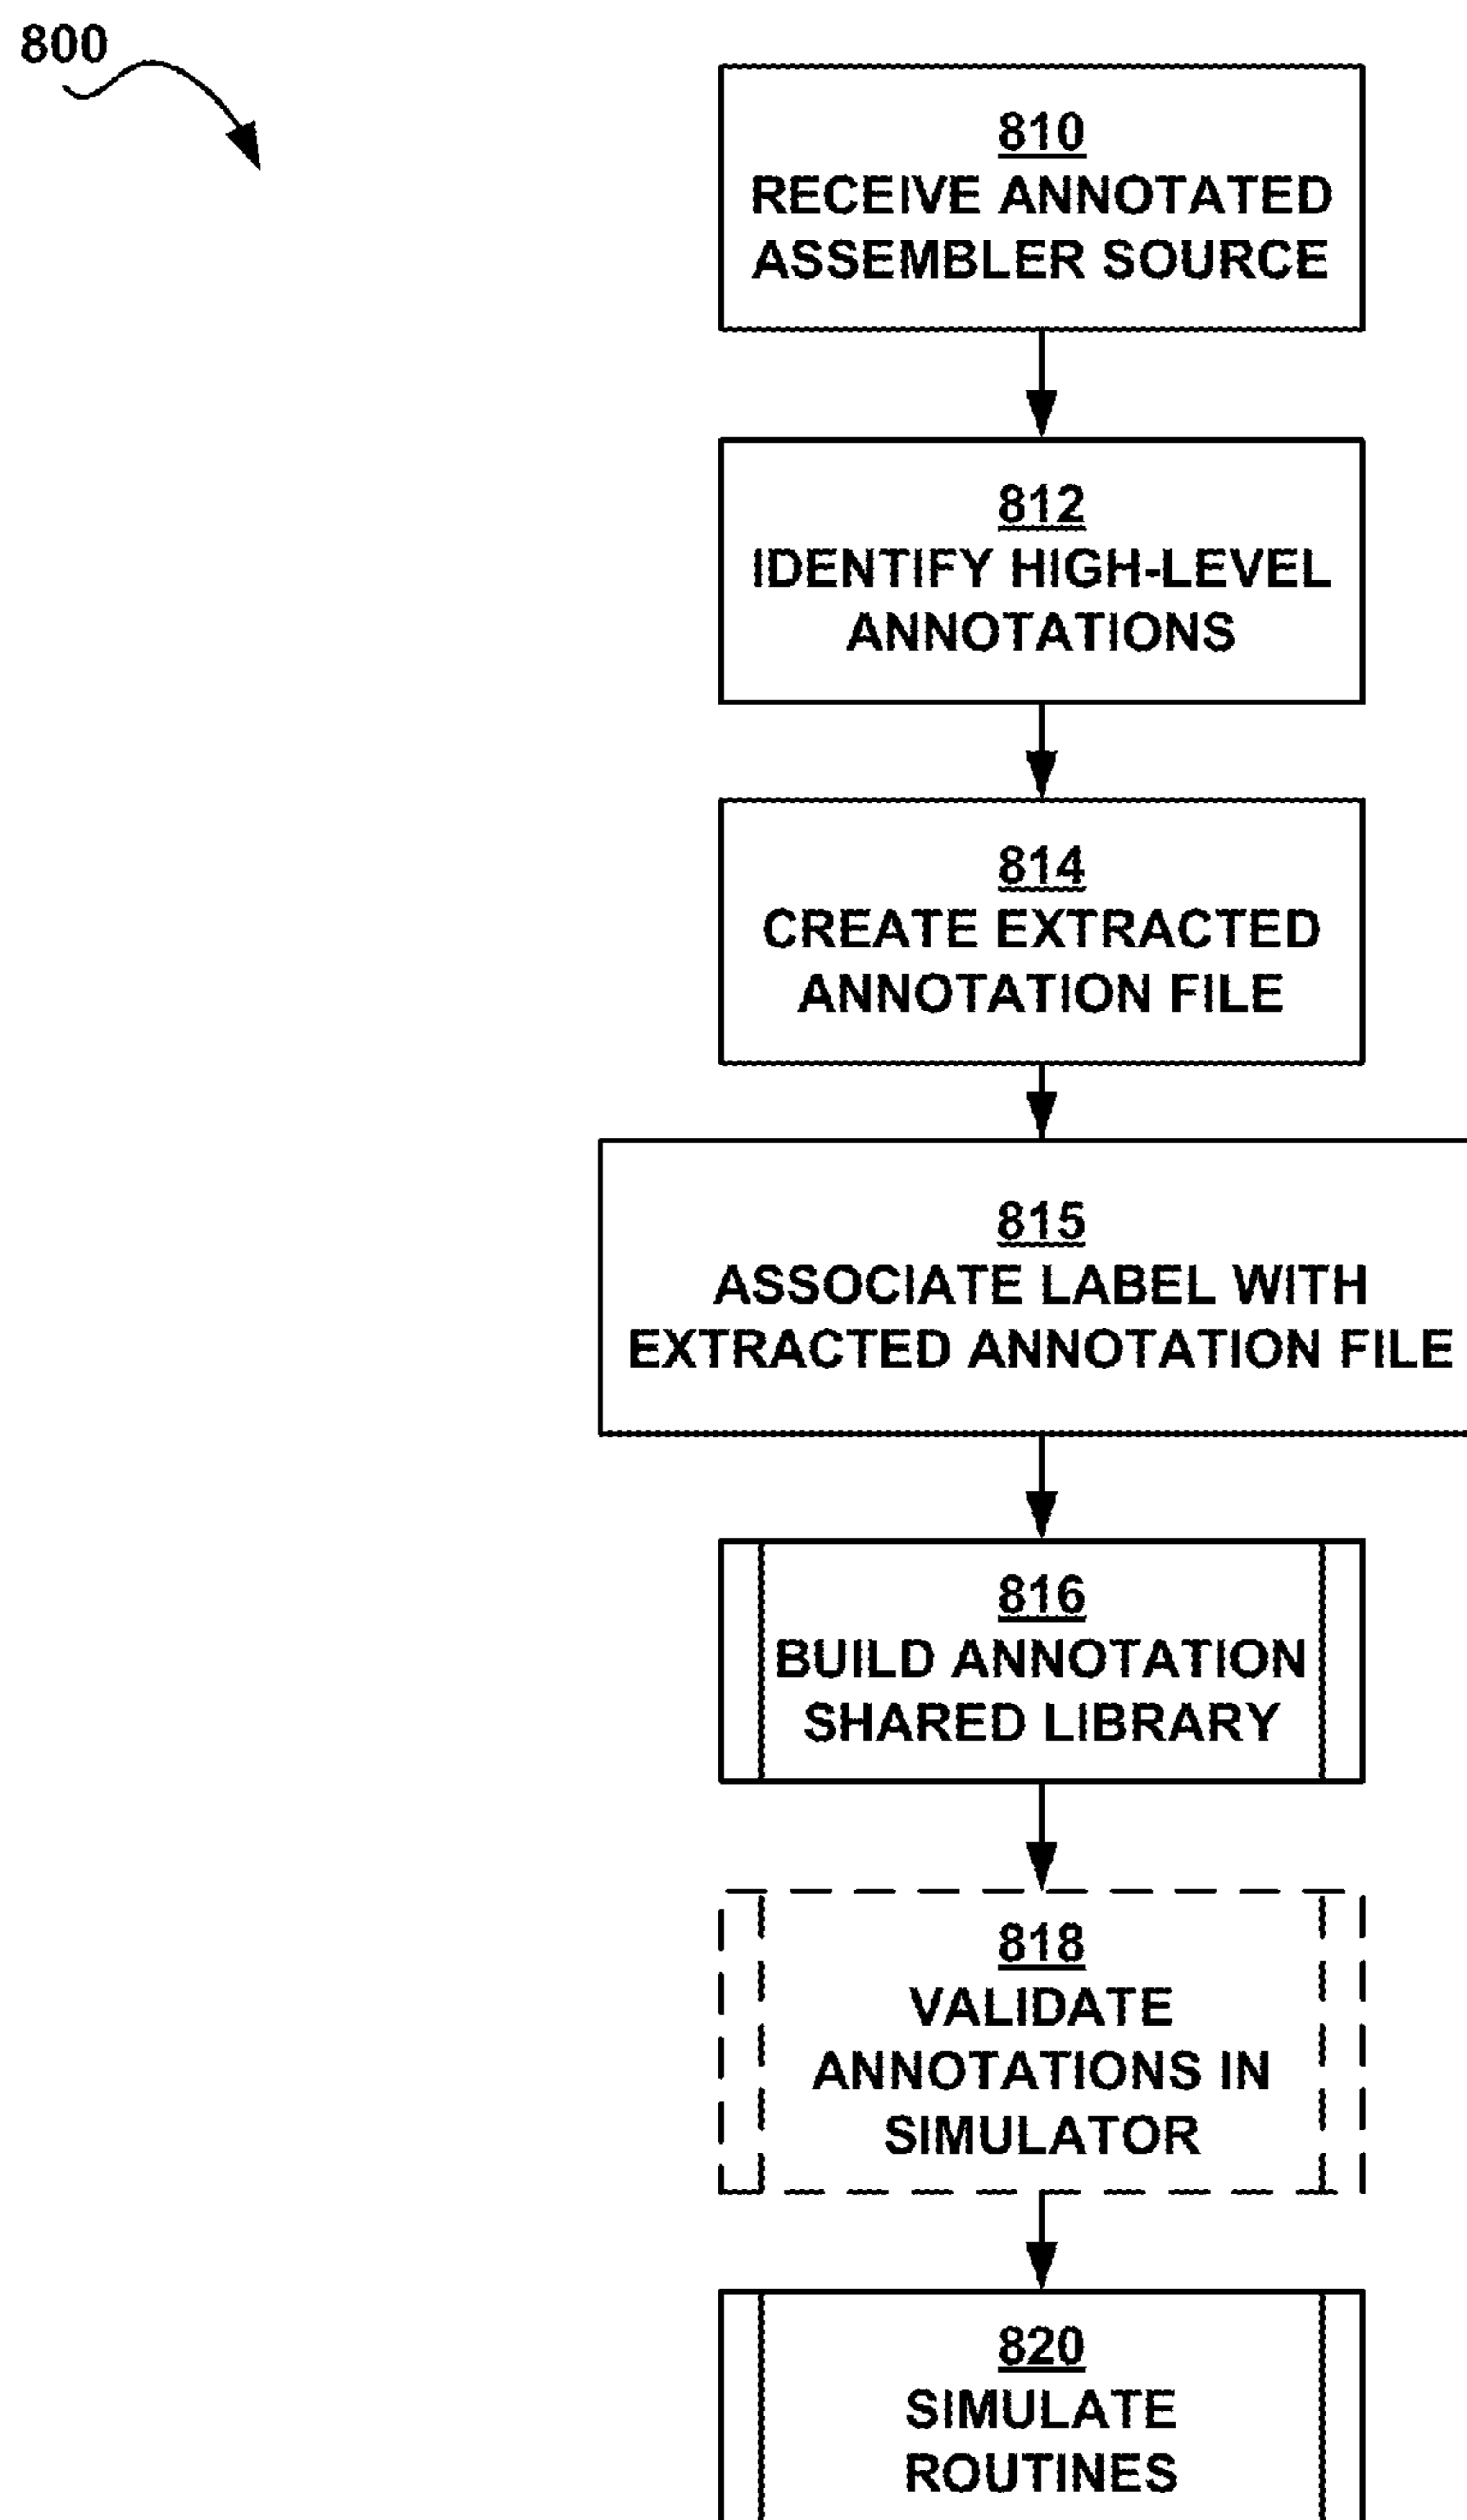 800
810
RECEIVE ANNOTATED
ASSEMBLER SOURCE
812
IDENTIFY HIGH-LEVEL
ANNOTATIONS
814
CREATE EXTRACTED
ANNOTATION FILE
815
ASSOCIATE LABEL WITH
EXTRACTED ANNOTATION FILE
816
BUILD ANNOTATION
SHARED LIBRARY
818
VALIDATE
ANNOTATIONS IN
SIMULATOR
820
SIMULATE
ROUTINES